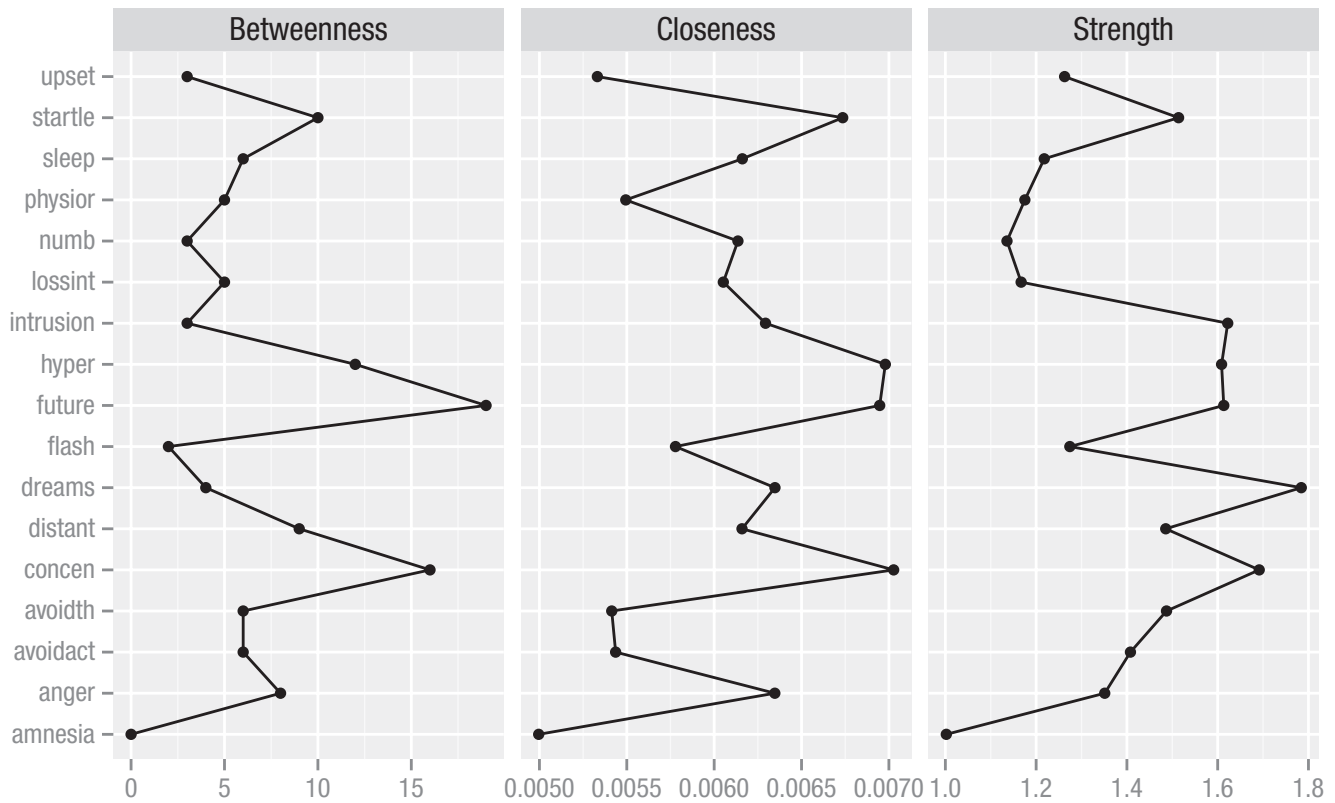 Betweenness Closeness Strength
upset
startle
sleep
physior
numb
lossint
intrusion
hyper
future
flash
dreams
distant
concen
avoidth
avoidact
anger
amnesia
0 5 10 15 0.0050 0.0055 0.0060 0.0065 0.0070 1.0 1.2 1.4 1.6 1.8